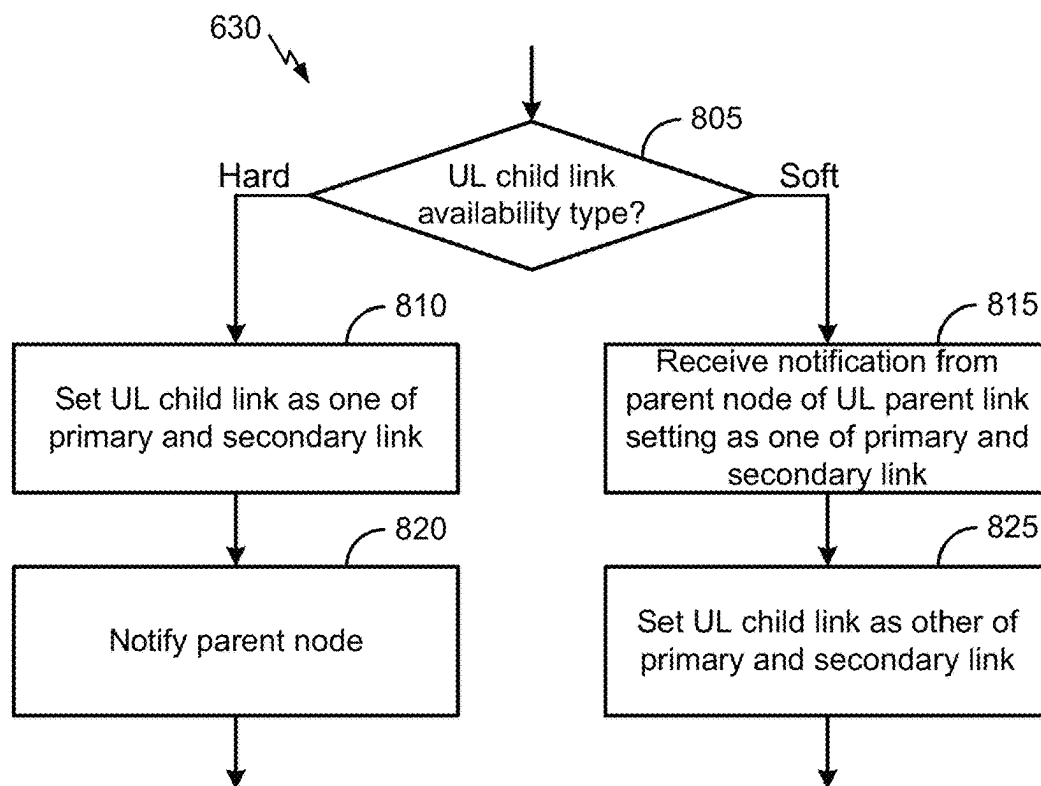 630
805
Hard
UL child link
availability type?
Soft
810
Set UL child link as one of
primary and secondary link
815
Receive notification from
parent node of UL parent link
setting as one of primary and
secondary link
820
Notify parent node
825
Set UL child link as other of
primary and secondary link